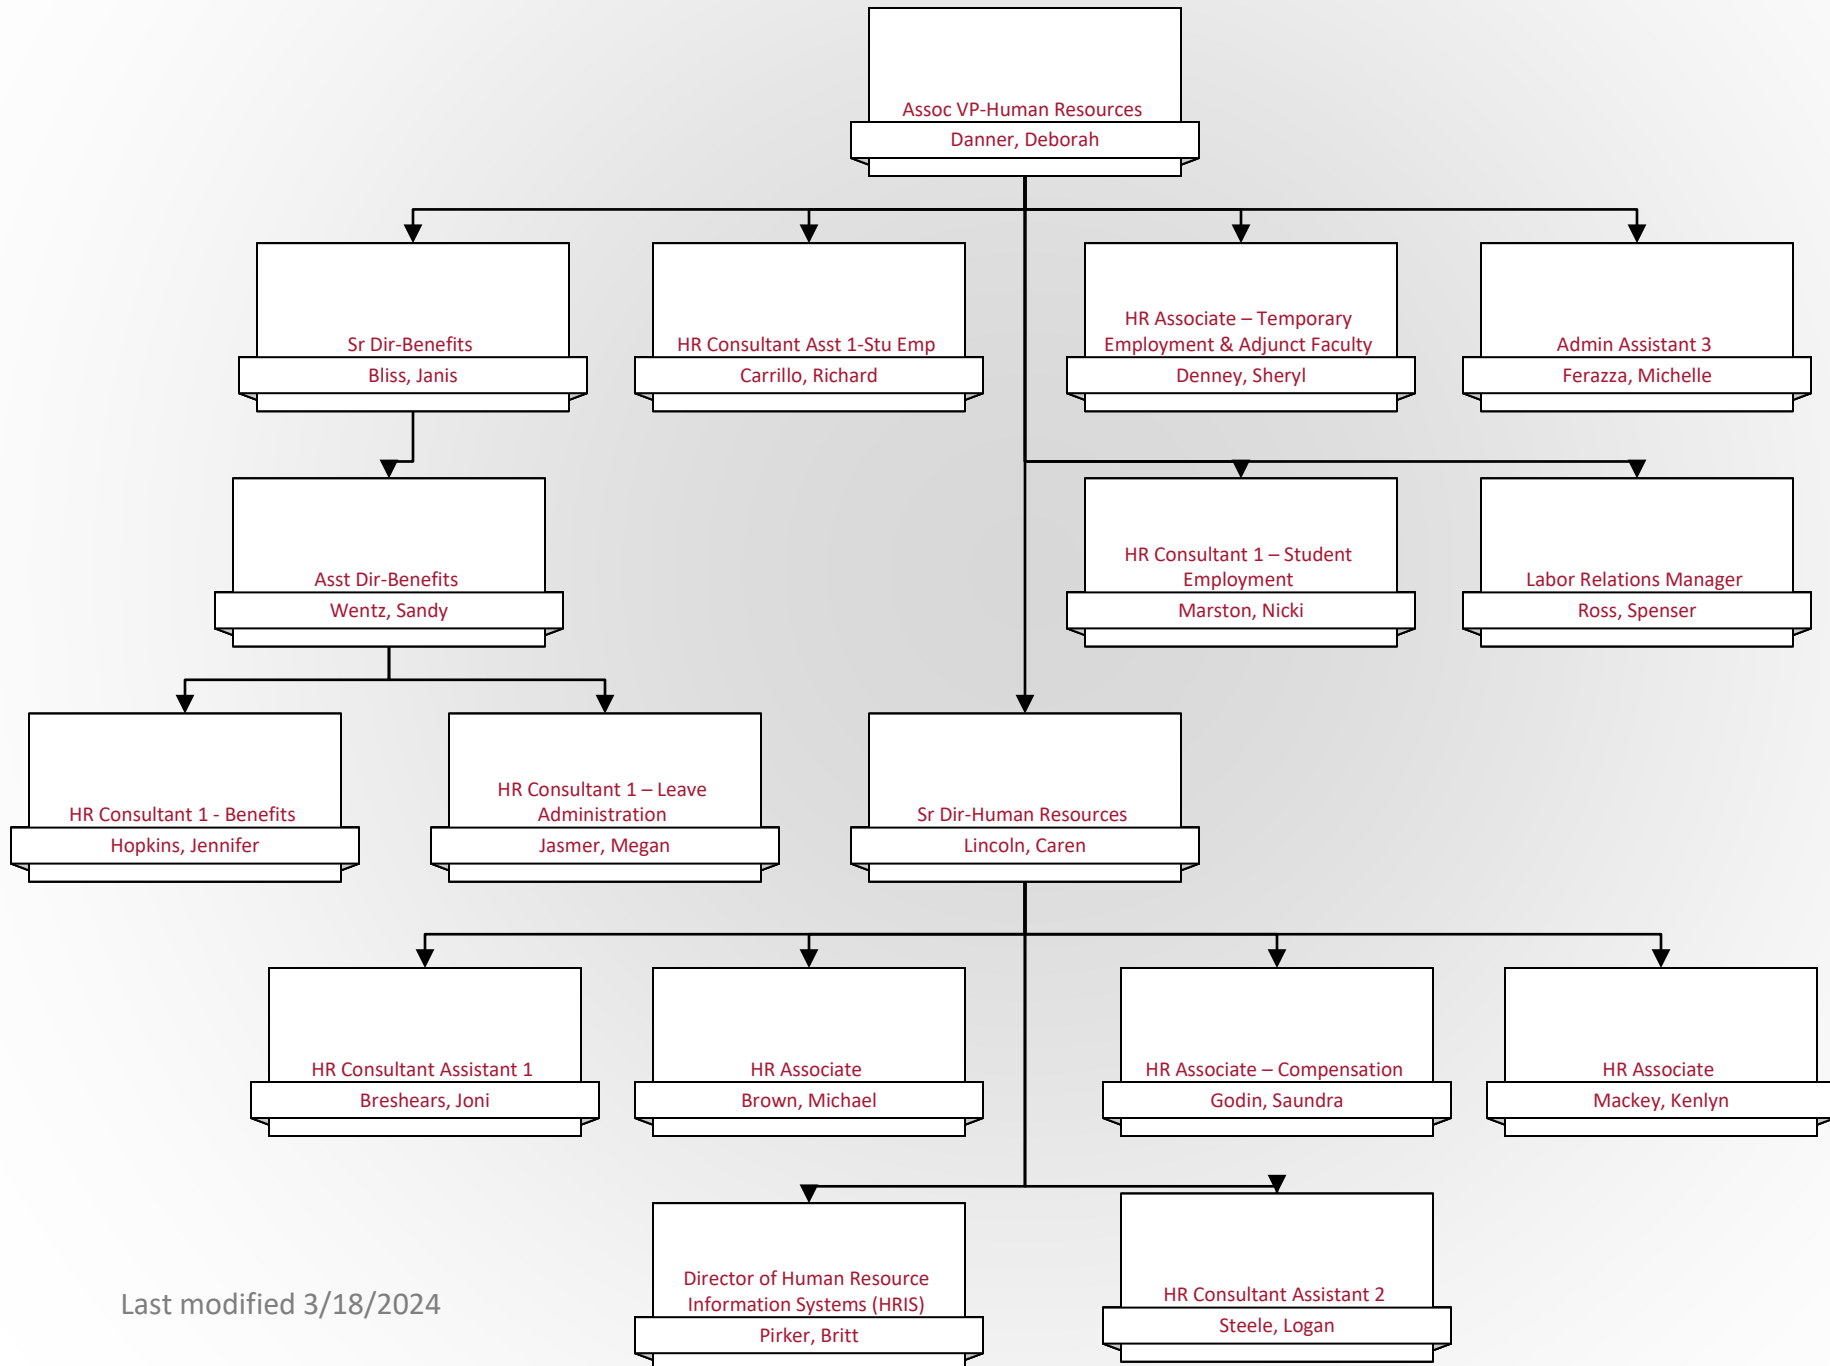 Assoc VP-Human Resources
Danner, Deborah
Sr Dir-Benefits
Bliss, Janis
HR Consultant Asst 1-Stu Emp
Carrillo, Richard
HR Associate – Temporary
Employment & Adjunct Faculty
Denney, Sheryl
Admin Assistant 3
Ferazza, Michelle
Asst Dir-Benefits
Wentz, Sandy
HR Consultant 1 – Student
Employment
Marston, Nicki
Labor Relations Manager
Ross, Spenser
HR Consultant 1 - Benefits
Hopkins, Jennifer
HR Consultant 1 – Leave
Administration
Jasmer, Megan
Sr Dir-Human Resources
Lincoln, Caren
HR Consultant Assistant 1
Breshears, Joni
HR Associate
Brown, Michael
HR Associate – Compensation
Godin, Saundra
HR Associate
Mackey, Kenlyn
Director of Human Resource
Information Systems (HRIS)
Pirker, Britt
HR Consultant Assistant 2
Steele, Logan
Last modified 3/18/2024